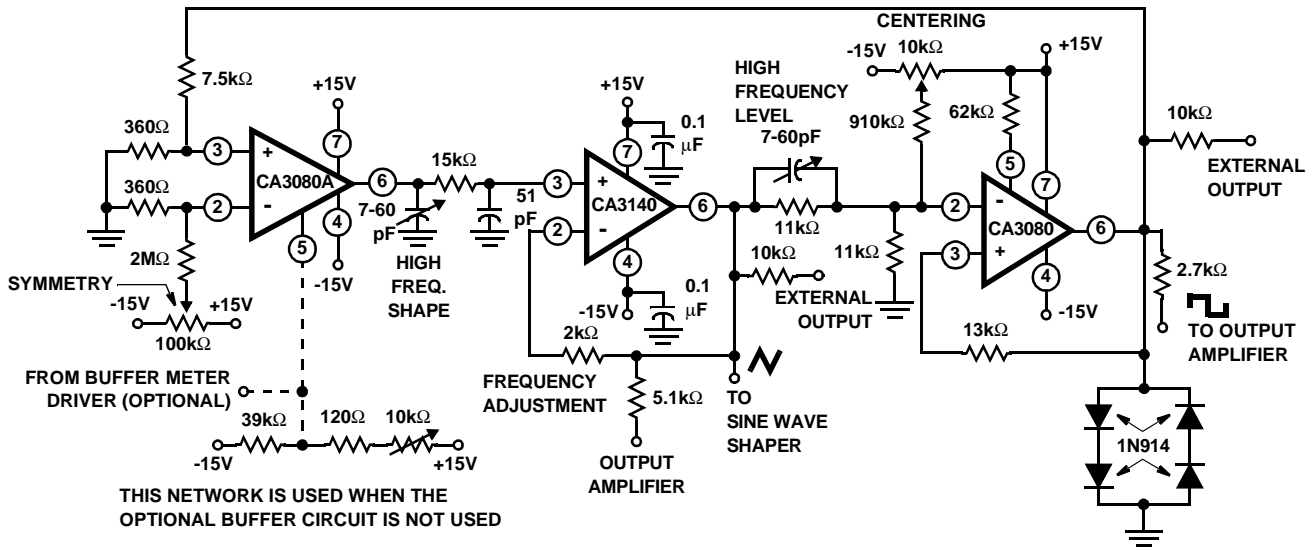 CENTERING
-15V
10kΩ
+15V
7.5kΩ
+15V
+15V
0.1
µF
HIGH
FREQUENCY
LEVEL
7-60pF
910kΩ
62kΩ
10kΩ
EXTERNAL
OUTPUT
360Ω
3
+
7
CA3080A
6
15kΩ
3
+
7
CA3140
6
5
7
360Ω
2
-
4
5
7-60
pF
51
pF
2
-
4
11kΩ
11kΩ
2
-
CA3080
6
3
+
4
2MΩ
-15V
HIGH
FREQ.
SHAPE
-15V
0.1
µF
10kΩ
EXTERNAL
OUTPUT
-15V
2.7kΩ
TO OUTPUT
AMPLIFIER
SYMMETRY
-15V
+15V
100kΩ
2kΩ
13kΩ
FREQUENCY
ADJUSTMENT
5.1kΩ
TO
SINE WAVE
SHAPER
OUTPUT
AMPLIFIER
1N914
FROM BUFFER METER
DRIVER (OPTIONAL)
39kΩ
120Ω
10kΩ
-15V
+15V
THIS NETWORK IS USED WHEN THE
OPTIONAL BUFFER CIRCUIT IS NOT USED